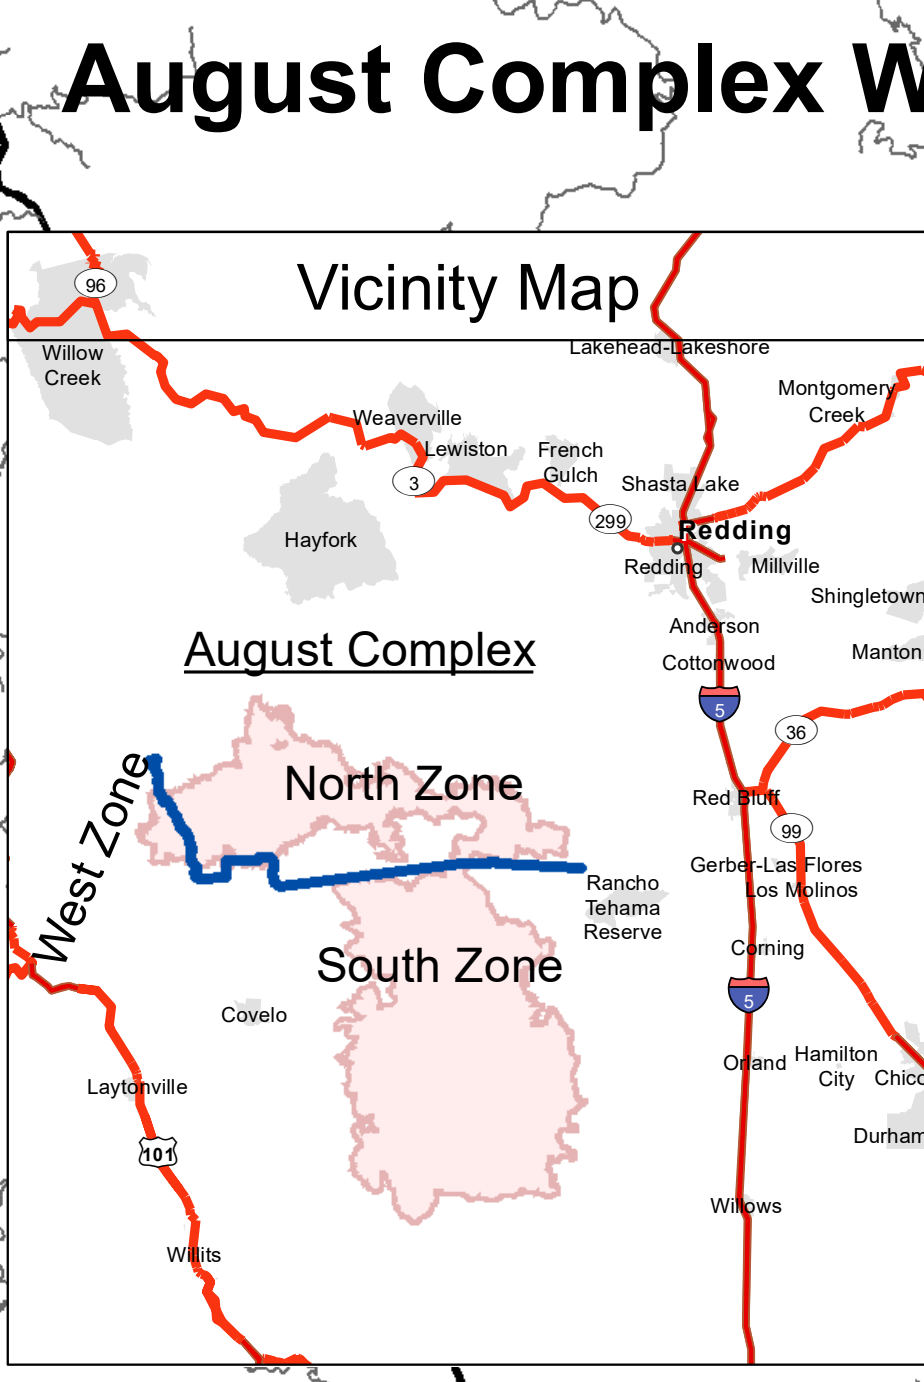 August Complex W
Vicinity Map
96
Willow
Creek
Lakehead-Lakeshore
Montgomery
Creek
Weaverville
Lewiston
French
Gulch
3
Shasta Lake
299
Redding
Hayfork
Redding
Millville
Shingletown
Anderson
August Complex
Cottonwood
Manton
5
36
West Zone
North Zone
Red Bluff
99
Gerber-Las Flores
Los Molinos
Rancho
Tehama
Reserve
Corning
South Zone
5
Covelo
Orland
Hamilton
City
Chico
Laytonville
Durham
101
Willows
Willits